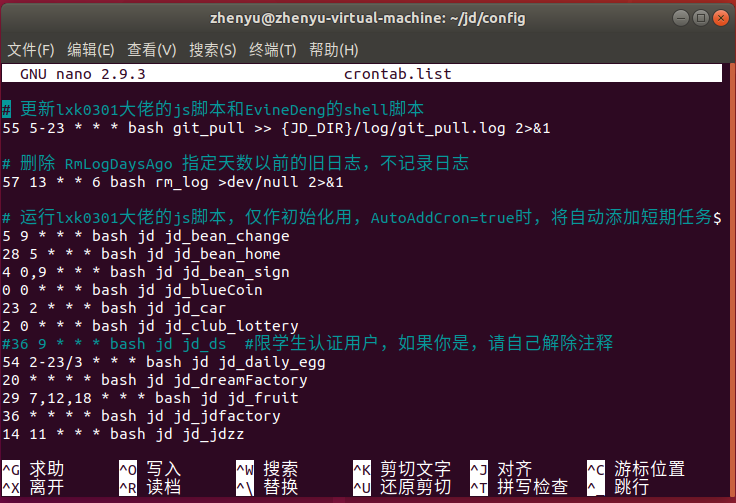 zhenyu@zhenyu-virtual-machine: ~/jd/config
文件(F) 编辑(E) 查看(V) 搜索(S) 终端(T) 帮助(H)
GNU nano 2.9.3 crontab.list
# 更新lxk0301大佬的js脚本和EvineDeng的shell脚本
55 5-23 * * * bash git_pull >> {JD_DIR}/log/git_pull.log 2>&1
# 删除 RmLogDaysAgo 指定天数以前的旧日志，不记录日志
57 13 * * 6 bash rm_log >dev/null 2>&1
# 运行lxk0301大佬的js脚本，仅作初始化用，AutoAddCron=true时，将自动添加短期任务$
5 9 * * * bash jd jd_bean_change
28 5 * * * bash jd jd_bean_home
4 0,9 * * * bash jd jd_bean_sign
0 0 * * * bash jd jd_blueCoin
23 2 * * * bash jd jd_car
2 0 * * * bash jd jd_club_lottery
#36 9 * * * bash jd jd_ds  #限学生认证用户，如果你是，请自己解除注释
54 2-23/3 * * * bash jd jd_daily_egg
20 * * * * bash jd jd_dreamFactory
29 7,12,18 * * * bash jd jd_fruit
36 * * * * bash jd jd_jdfactory
14 11 * * * bash jd jd_jdzz
^G 求助 ^O 写入 ^W 搜索 ^K 剪切文字 ^J 对齐 ^C 游标位置
^X 离开 ^R 读档 ^\ 替换 ^U 还原剪切 ^T 拼写检查 ^_ 跳行